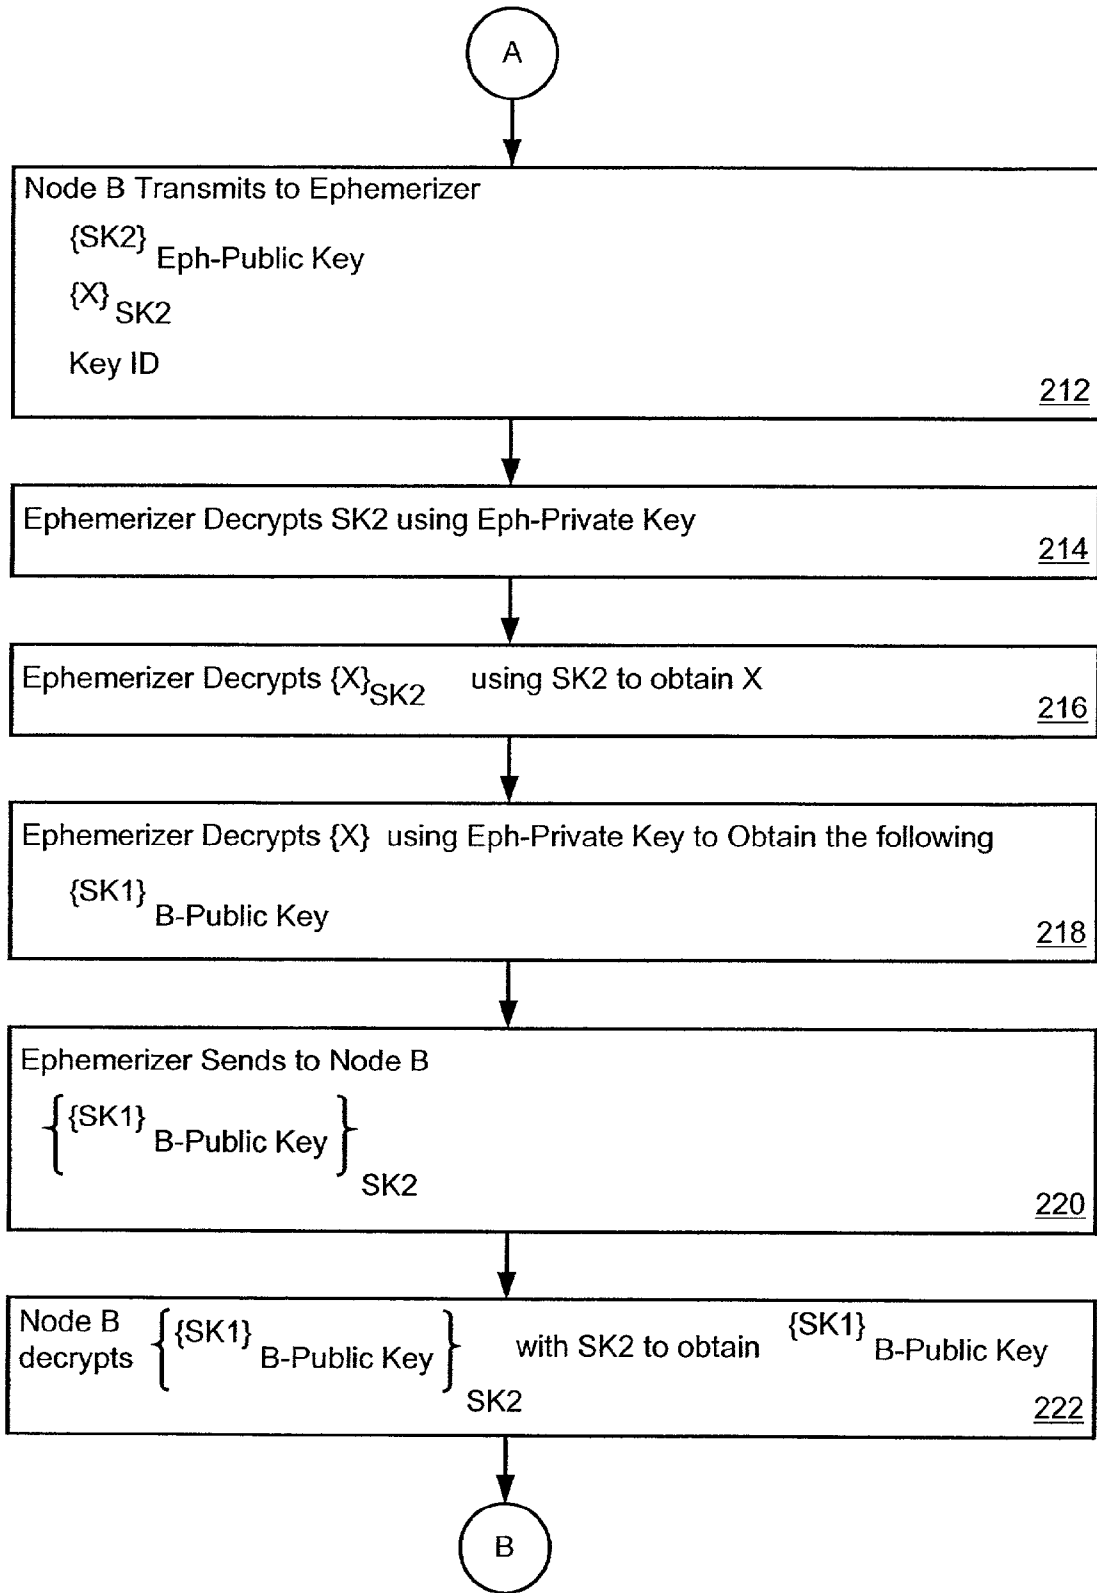 A
Node B Transmits to Ephemerizer
{SK2} Eph-Public Key
{X} SK2
Key ID
212
Ephemerizer Decrypts SK2 using Eph-Private Key
214
Ephemerizer Decrypts {X} SK2 using SK2 to obtain X
216
Ephemerizer Decrypts {X} using Eph-Private Key to Obtain the following
{SK1} B-Public Key
218
Ephemerizer Sends to Node B
{ {SK1} B-Public Key } SK2
220
Node B
decrypts { {SK1} B-Public Key } SK2 with SK2 to obtain {SK1} B-Public Key
222
B